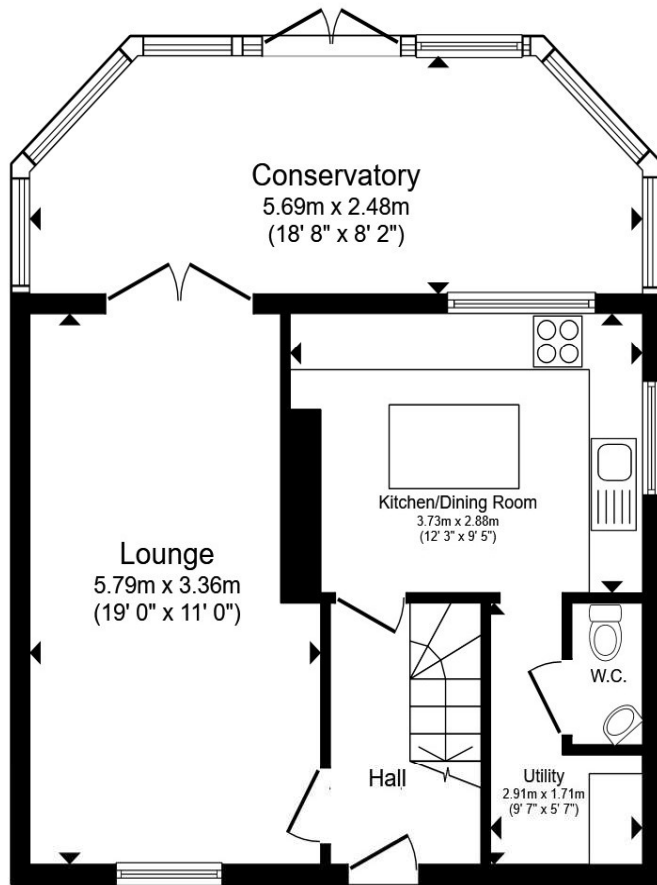 Conservatory
5.69m x 2.48m
(18' 8" x 8' 2")
Kitchen/Dining Room
3.73m x 2.88m
(12' 3" x 9' 5")
Lounge
5.79m x 3.36m
(19' 0" x 11' 0")
W.C.
Hall
Utility
2.91m x 1.71m
(9' 7" x 5' 7")